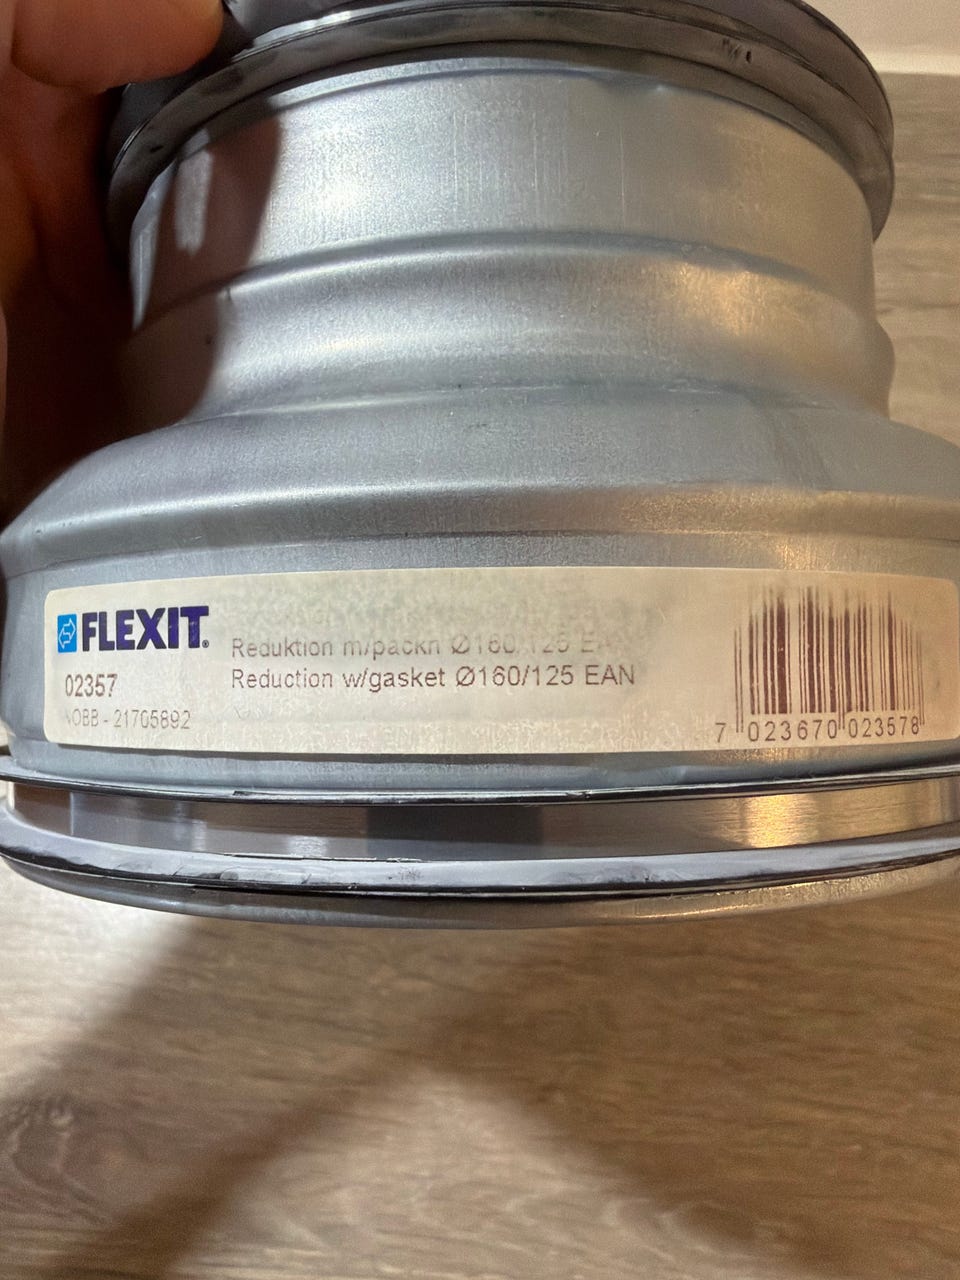 FLEXIT®
02357
NOBB - 21705892
Reduktion m/packn Ø160/125 EAN
Reduction w/gasket Ø160/125 EAN
7 023670 023578